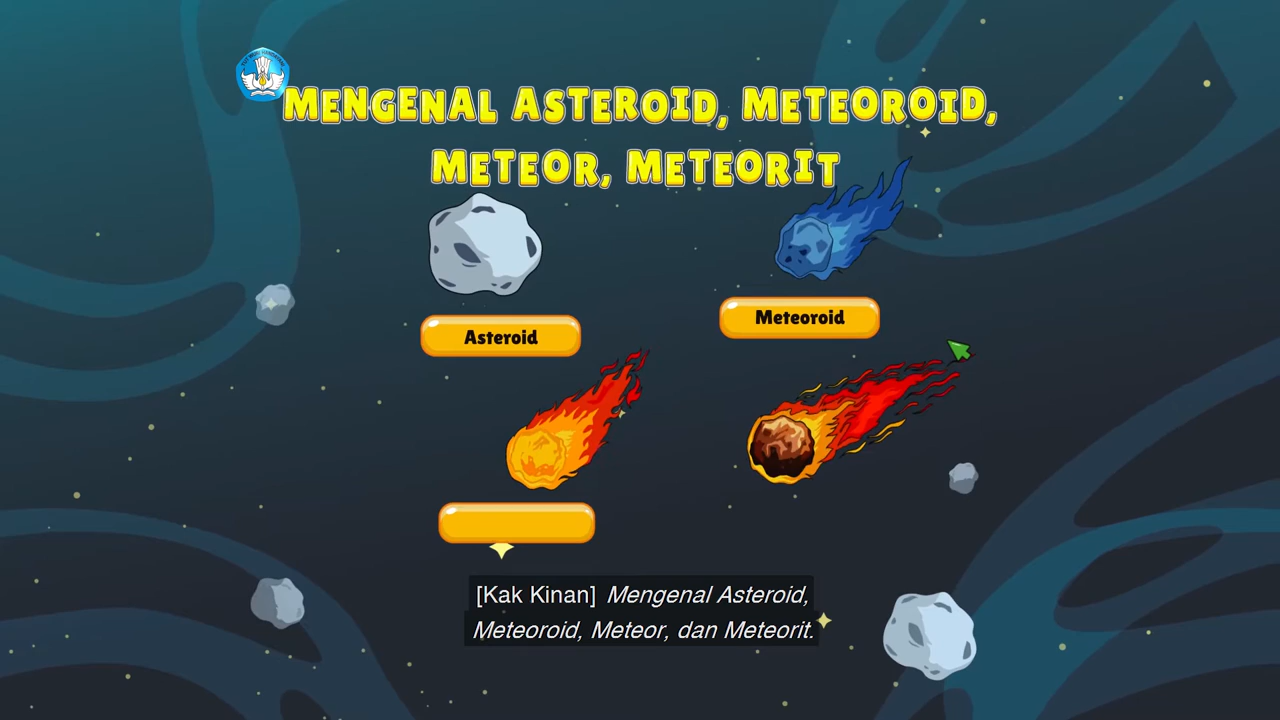 MENGENAL ASTEROID, METEOROID,
METEOR, METEORIT
Asteroid
Meteoroid
[Kak Kinan] Mengenal Asteroid,
Meteoroid, Meteor, dan Meteorit.